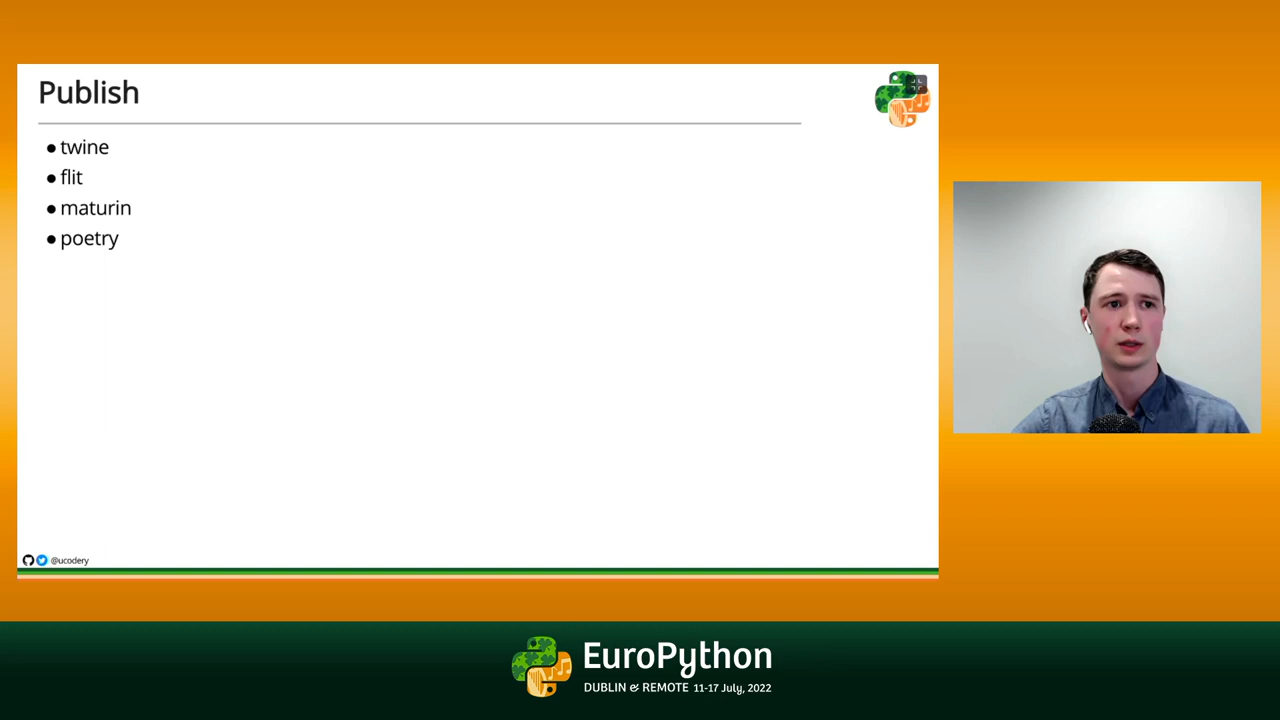 Publish
● twine
● flit
● maturin
● poetry
@ucodery
EuroPython
DUBLIN & REMOTE 11-17 July, 2022